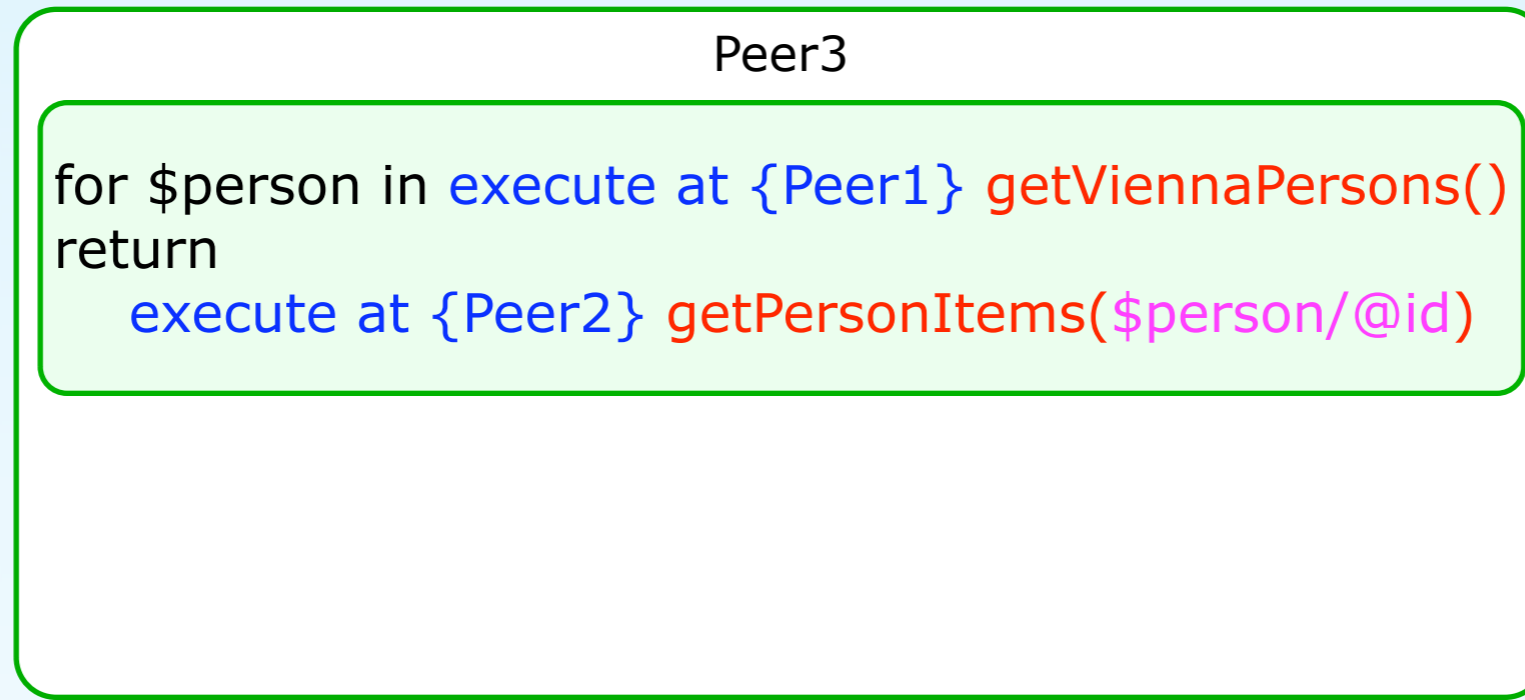 Peer3
for $person in execute at {Peer1} getViennaPersons()
return
execute at {Peer2} getPersonItems($person/@id)